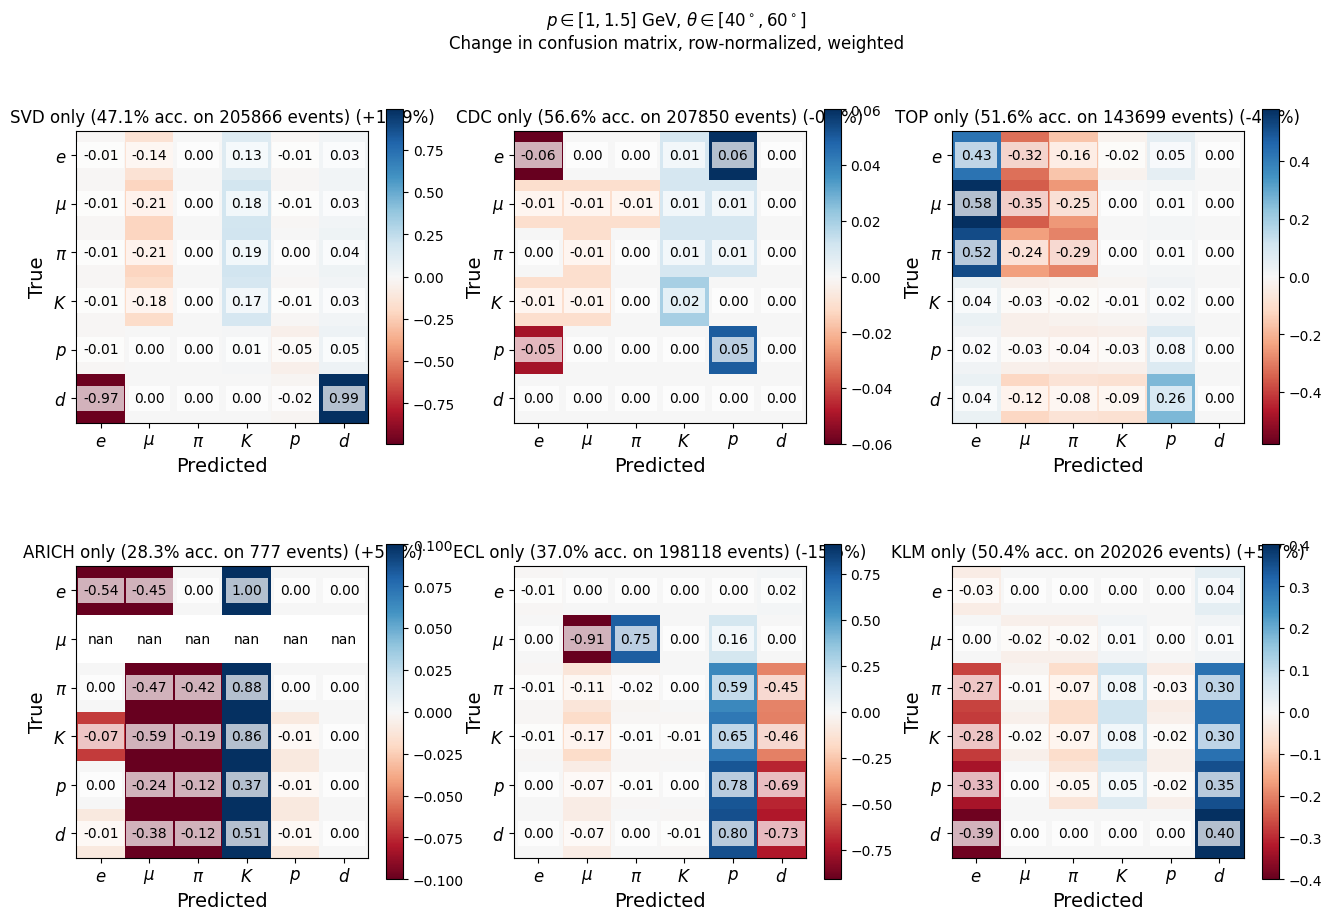 p ∈ [1, 1.5] GeV, θ ∈ [40°, 60°]
Change in confusion matrix, row-normalized, weighted
SVD only (47.1% acc. on 205866 events)
True
e -0.01 -0.14 0.00 0.13 -0.01 0.03
μ -0.01 -0.21 0.00 0.18 -0.01 0.03
π -0.01 -0.21 0.00 0.19 0.00 0.04
K -0.01 -0.18 0.00 0.17 -0.01 0.03
p -0.01 0.00 0.00 0.01 -0.05 0.05
d -0.97 0.00 0.00 0.00 -0.02 0.99
e μ π K p d
Predicted
0.75
0.50
0.25
0.00
−0.25
−0.50
−0.75
CDC only (56.6% acc. on 207850 events)
True
e -0.06 0.00 0.00 0.01 0.06 0.00
μ -0.01 -0.01 -0.01 0.01 0.01 0.00
π 0.00 -0.01 0.00 0.01 0.01 0.00
K -0.01 -0.01 0.00 0.02 0.00 0.00
p -0.05 0.00 0.00 0.00 0.05 0.00
d 0.00 0.00 0.00 0.00 0.00 0.00
e μ π K p d
Predicted
0.06
0.04
0.02
0.00
−0.02
−0.04
−0.06
TOP only (51.6% acc. on 143699 events)
True
e 0.43 -0.32 -0.16 -0.02 0.05 0.00
μ 0.58 -0.35 -0.25 0.00 0.01 0.00
π 0.52 -0.24 -0.29 0.00 0.01 0.00
K 0.04 -0.03 -0.02 -0.01 0.02 0.00
p 0.02 -0.03 -0.04 -0.03 0.08 0.00
d 0.04 -0.12 -0.08 -0.09 0.26 0.00
e μ π K p d
Predicted
0.4
0.2
0.0
−0.2
−0.4
ARICH only (28.3% acc. on 777 events)
True
e -0.54 -0.45 0.00 1.00 0.00 0.00
μ nan nan nan nan nan nan
π 0.00 -0.47 -0.42 0.88 0.00 0.00
K -0.07 -0.59 -0.19 0.86 -0.01 0.00
p 0.00 -0.24 -0.12 0.37 -0.01 0.00
d -0.01 -0.38 -0.12 0.51 -0.01 0.00
e μ π K p d
Predicted
0.100
0.075
0.050
0.025
0.000
−0.025
−0.050
−0.075
−0.100
ECL only (37.0% acc. on 198118 events)
True
e -0.01 0.00 0.00 0.00 0.00 0.02
μ 0.00 -0.91 0.75 0.00 0.16 0.00
π -0.01 -0.11 -0.02 0.00 0.59 -0.45
K -0.01 -0.17 -0.01 -0.01 0.65 -0.46
p 0.00 -0.07 -0.01 0.00 0.78 -0.69
d 0.00 -0.07 0.00 -0.01 0.80 -0.73
e μ π K p d
Predicted
0.75
0.50
0.25
0.00
−0.25
−0.50
−0.75
KLM only (50.4% acc. on 202026 events)
True
e -0.03 0.00 0.00 0.00 0.00 0.04
μ 0.00 -0.02 -0.02 0.01 0.00 0.01
π -0.27 -0.01 -0.07 0.08 -0.03 0.30
K -0.28 -0.02 -0.07 0.08 -0.02 0.30
p -0.33 0.00 -0.05 0.05 -0.02 0.35
d -0.39 0.00 0.00 0.00 0.00 0.40
e μ π K p d
Predicted
0.4
0.3
0.2
0.1
0.0
−0.1
−0.2
−0.3
−0.4